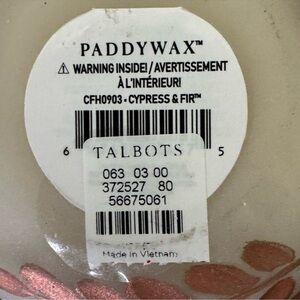 PADDYWAX™
⚠ WARNING INSIDE! / AVERTISSEMENT
À L'INTÉRIEUR!
CFH0903 • CYPRESS & FIR™
6 5
TALBOTS
063 03 00
372527 80
56675061
Made in Vietnam